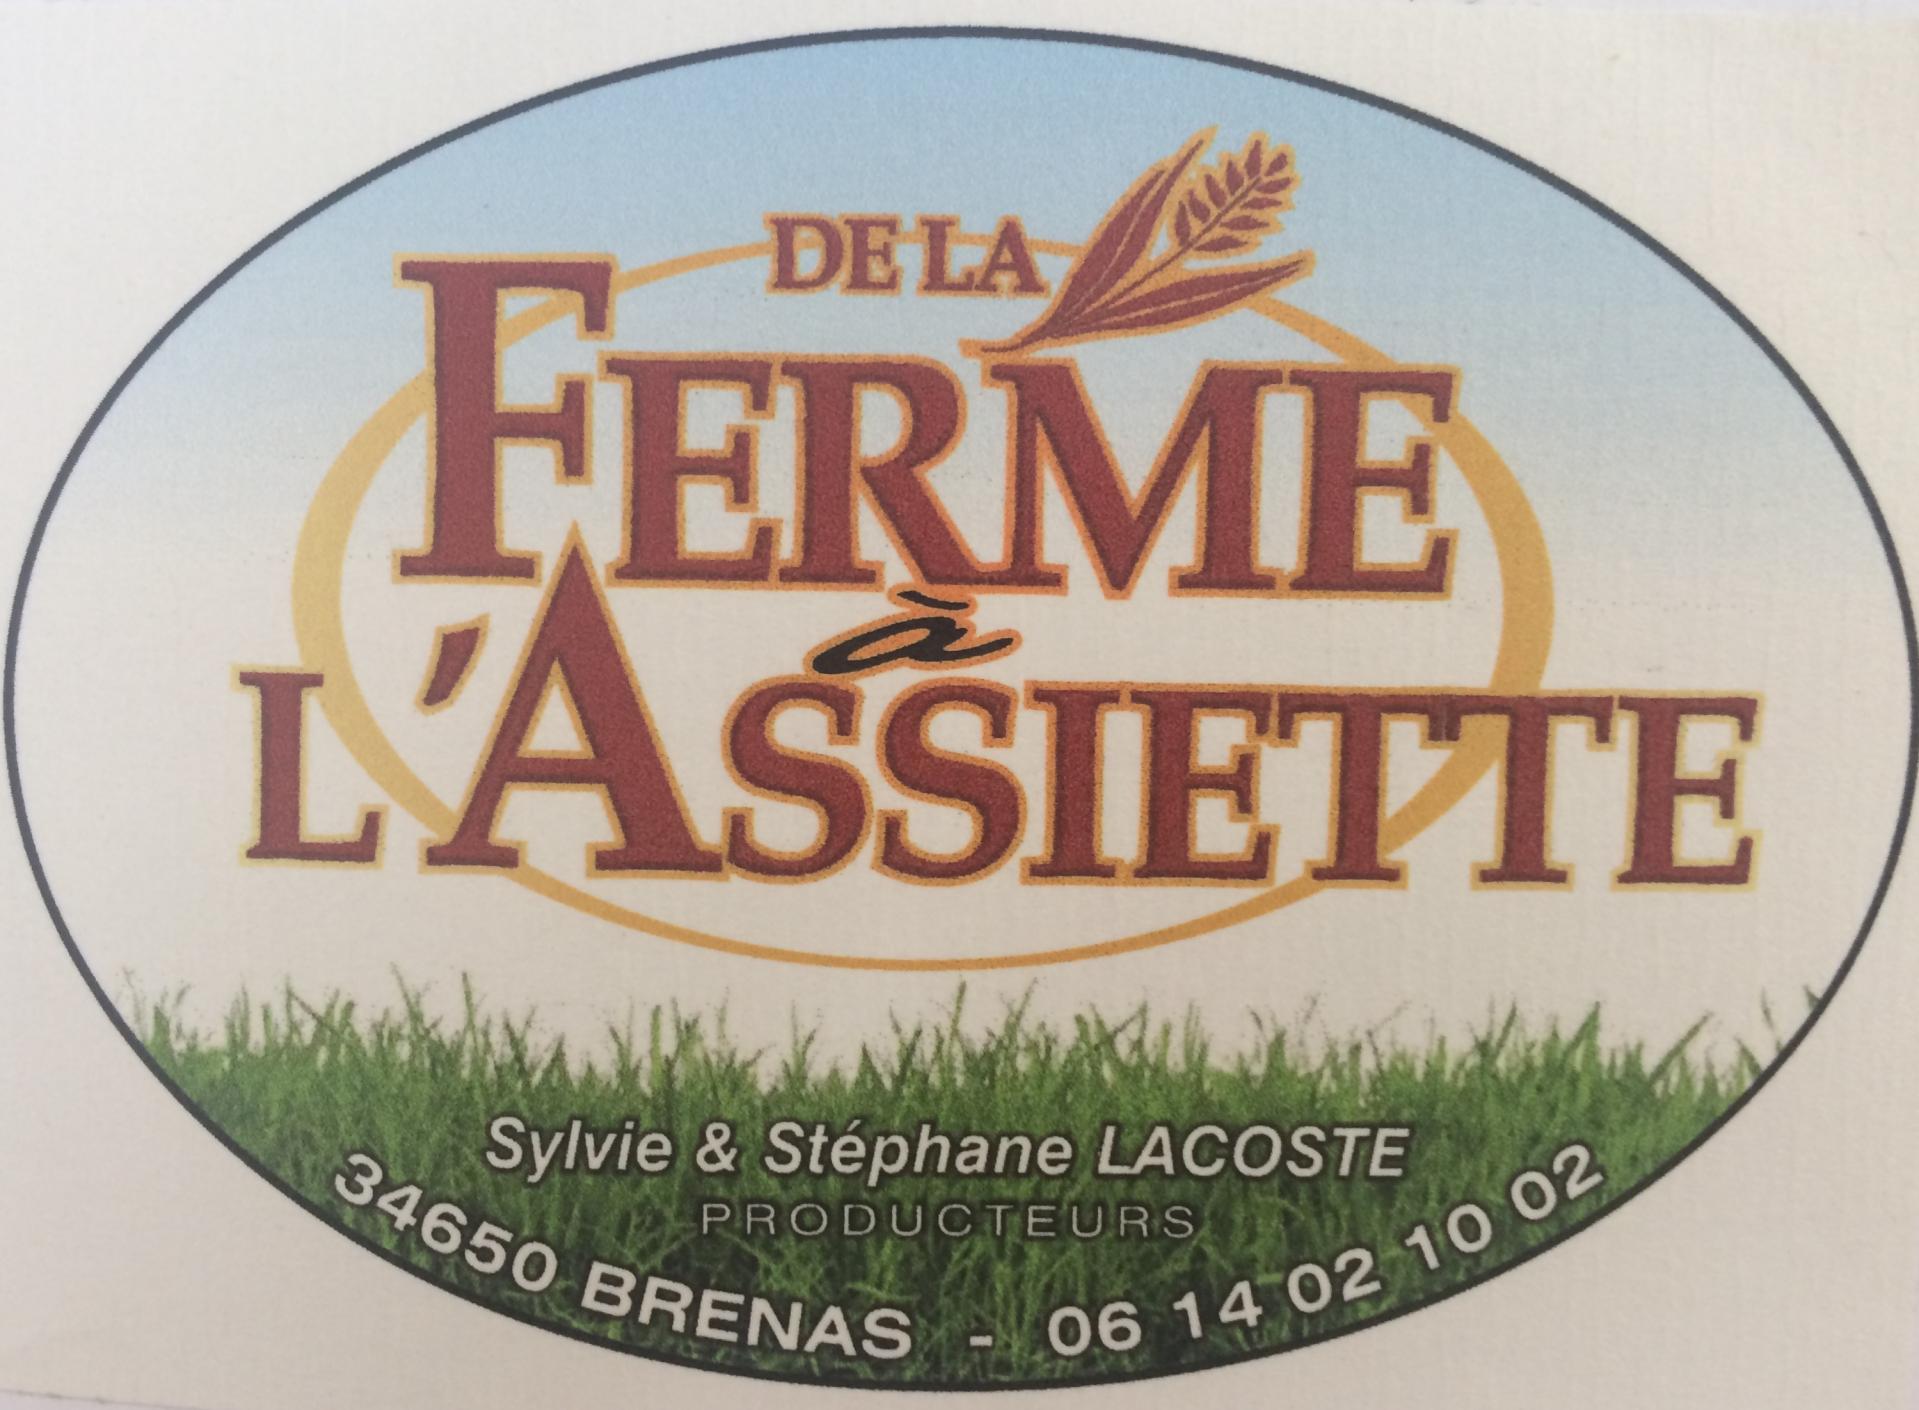 DE LA
FERME
à
L'ASSIETTE
Sylvie & Stéphane LACOSTE
PRODUCTEURS
34650 BRENAS - 06 14 02 10 02